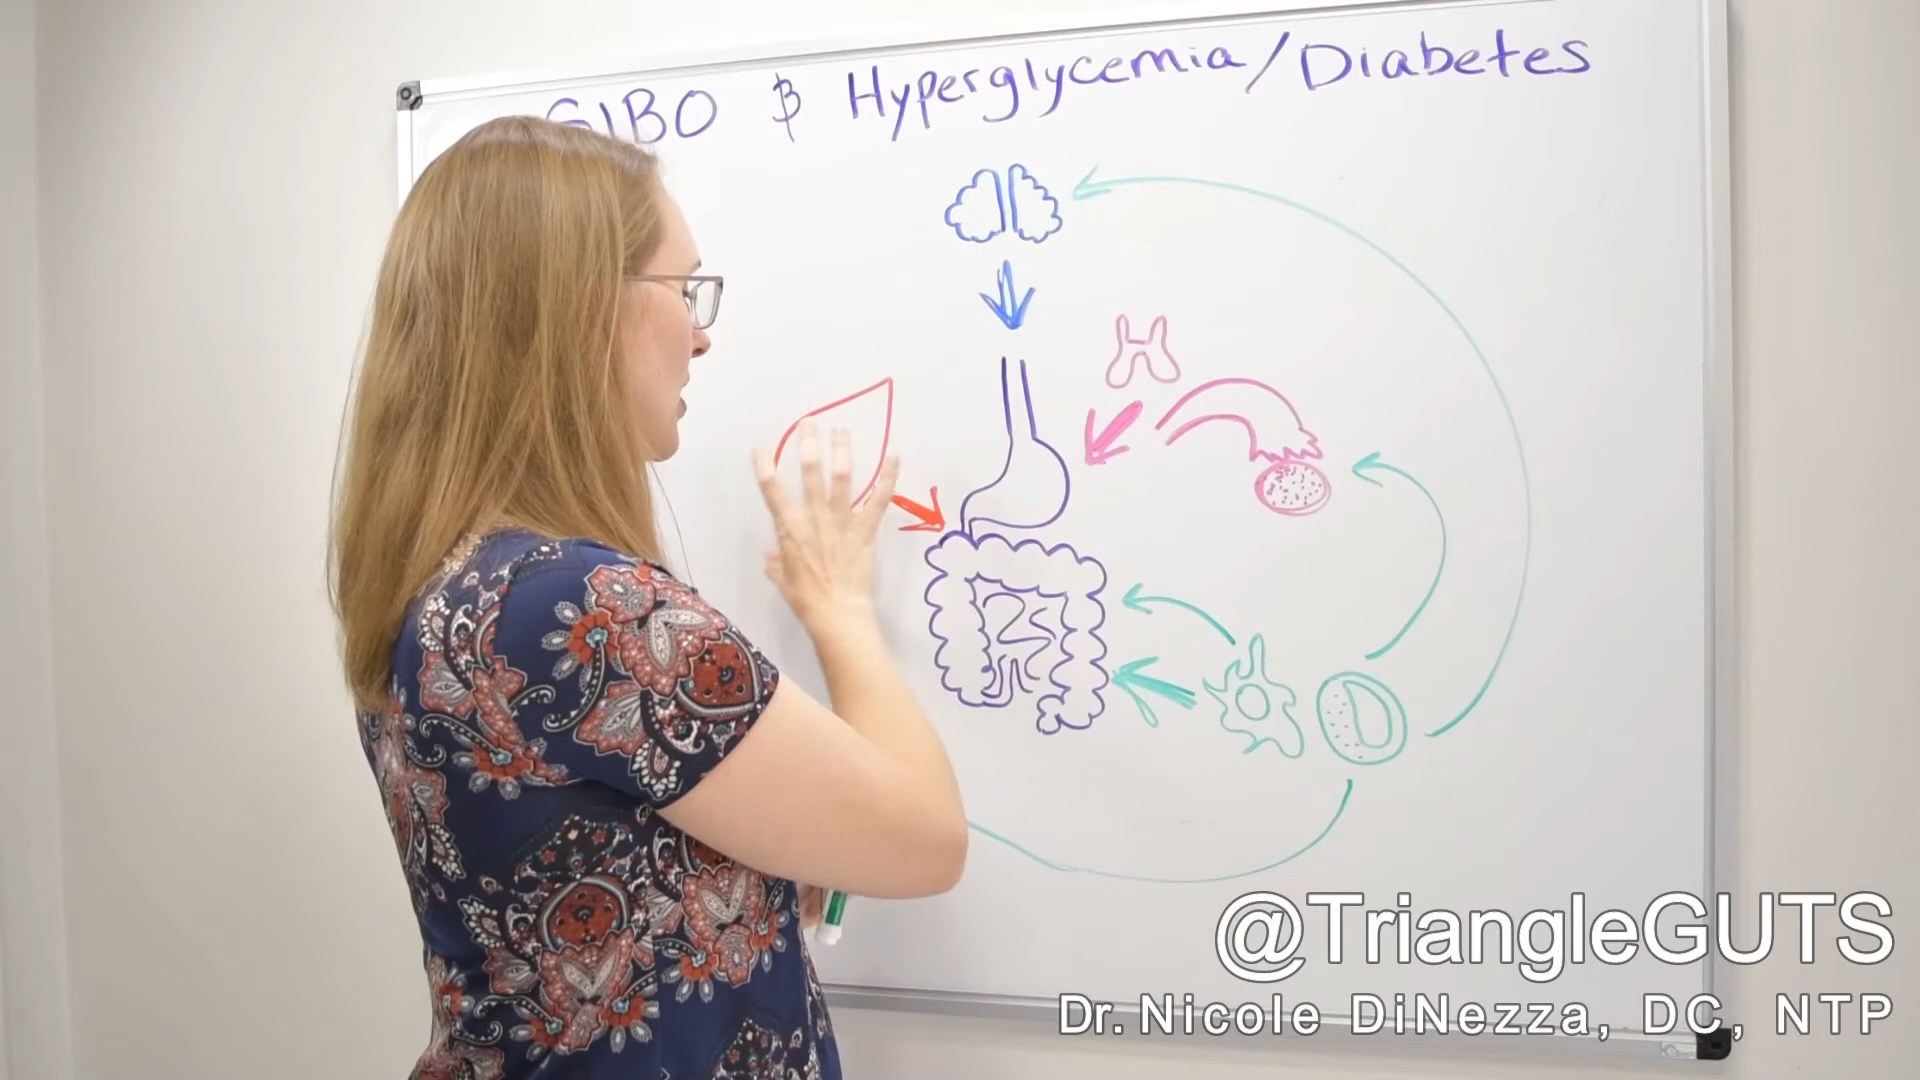 SIBO & Hyperglycemia/Diabetes
@TriangleGUTS
Dr. Nicole DiNezza, DC, NTP